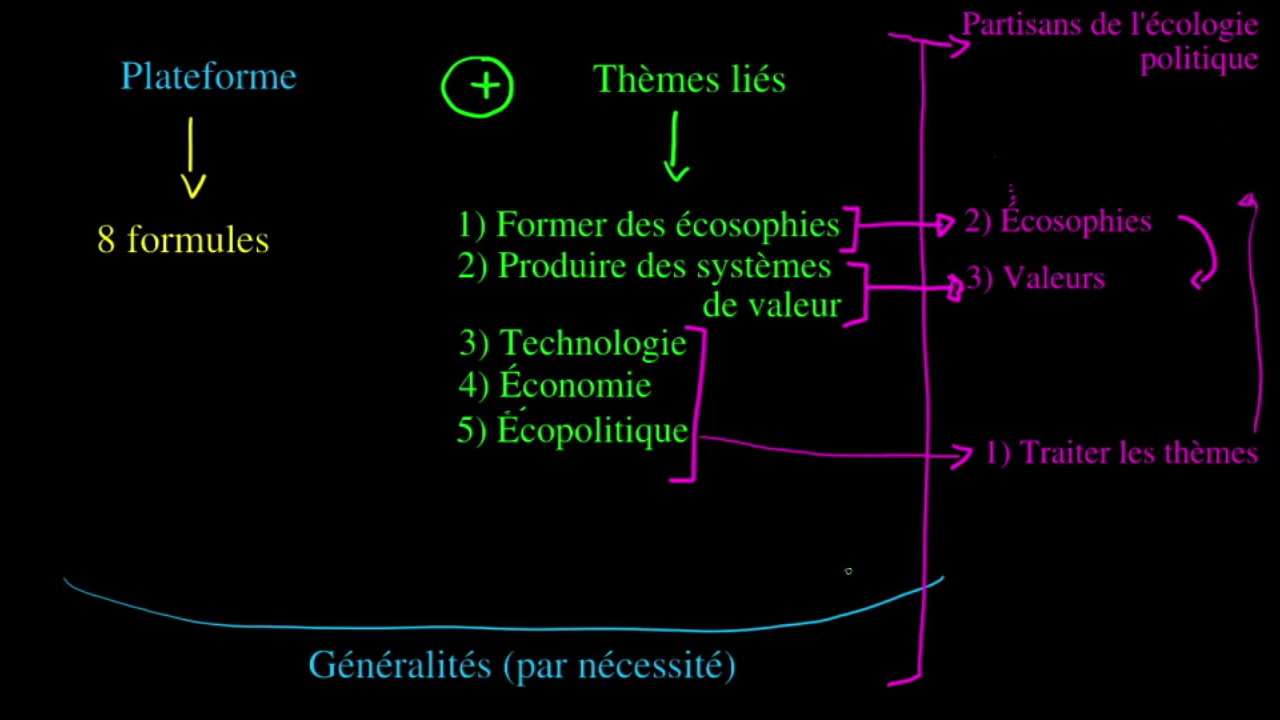 Plateforme
8 formules
+
Thèmes liés
1) Former des écosophies
2) Produire des systèmes
de valeur
3) Technologie
4) Économie
5) Écopolitique
Généralités (par nécessité)
Partisans de l'écologie
politique
2) Écosophies
3) Valeurs
1) Traiter les thèmes